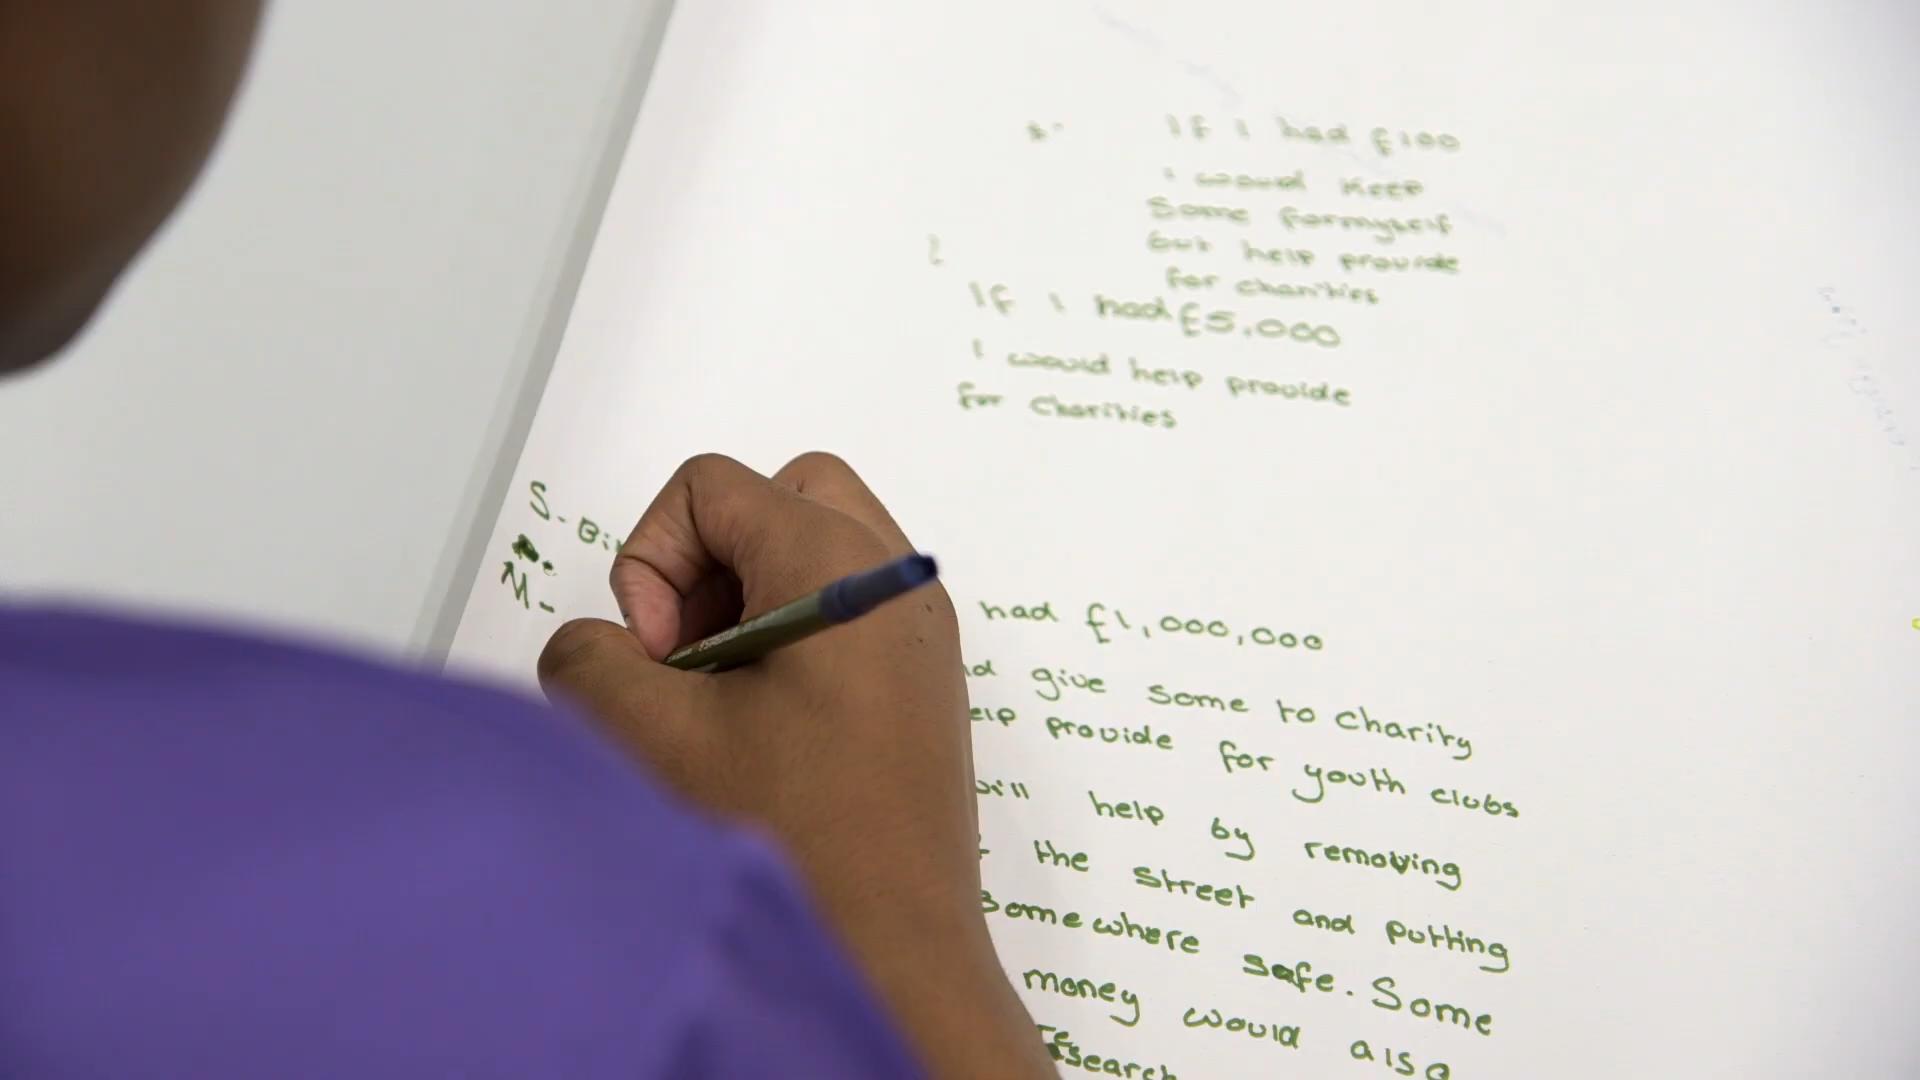 If I had £100
I would keep
some formyself
but help provide
for charities
If I had £5,000
I would help provide
for charities
S. Bi
M-
had £1,000,000
give some to charity
provide for youth clubs
help by removing
the street and putting
somewhere safe. Some
money would also
research